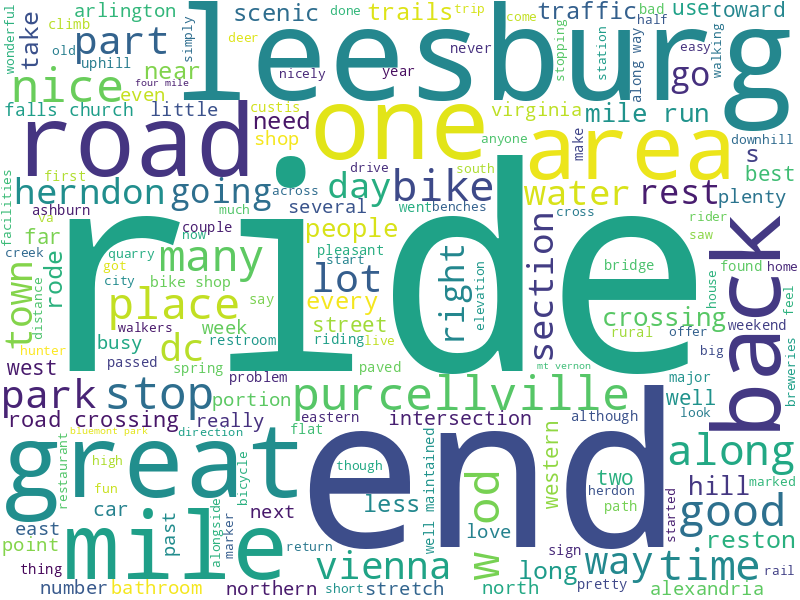 wonderful
climb
old
arlington
uphill
take
part
simply
leesburg
scenic
deer
done
trails
trip
never
come
traffic
half
bad
use
toward
easy
walking
along way
station
stopping
nice
near
even
four mile
nicely
year
go
falls church
little
custis
shop
need
one
virginia
anyone
mile run
make
area
downhill
s
best
plenty
road
first
ashburn
herndon
going
across
drive
day
bike
south
water
rest
cross
rider
saw
facilities
va
creek
far
rode
quarry
now
couple
much
several
people
pleasant
start
went
benches
many
got
city
bike shop
say
ride
lot
right
elevation
section
bridge
rural
found
home
house
back
feel
town
distance
place
walkers
busy
dc
week
restroom
every
street
riding
live
paved
crossing
offer
weekend
big
breweries
hunter
west
passed
spring
problem
mt vernon
major
park
stop
portion
purcellville
well
look
road crossing
really
eastern
flat
intersection
although
bluemont park
direction
great
end
restaurant
high
fun
bicycle
though
well maintained
western
along
two
herdon
path
hill
marked
car
less
love
wood
started
good
east
past
alongside
marker
next
return
sign
reston
point
mile
vienna
way
time
thing
pretty
rail
number
bathroom
northern
short
stretch
long
north
alexandria